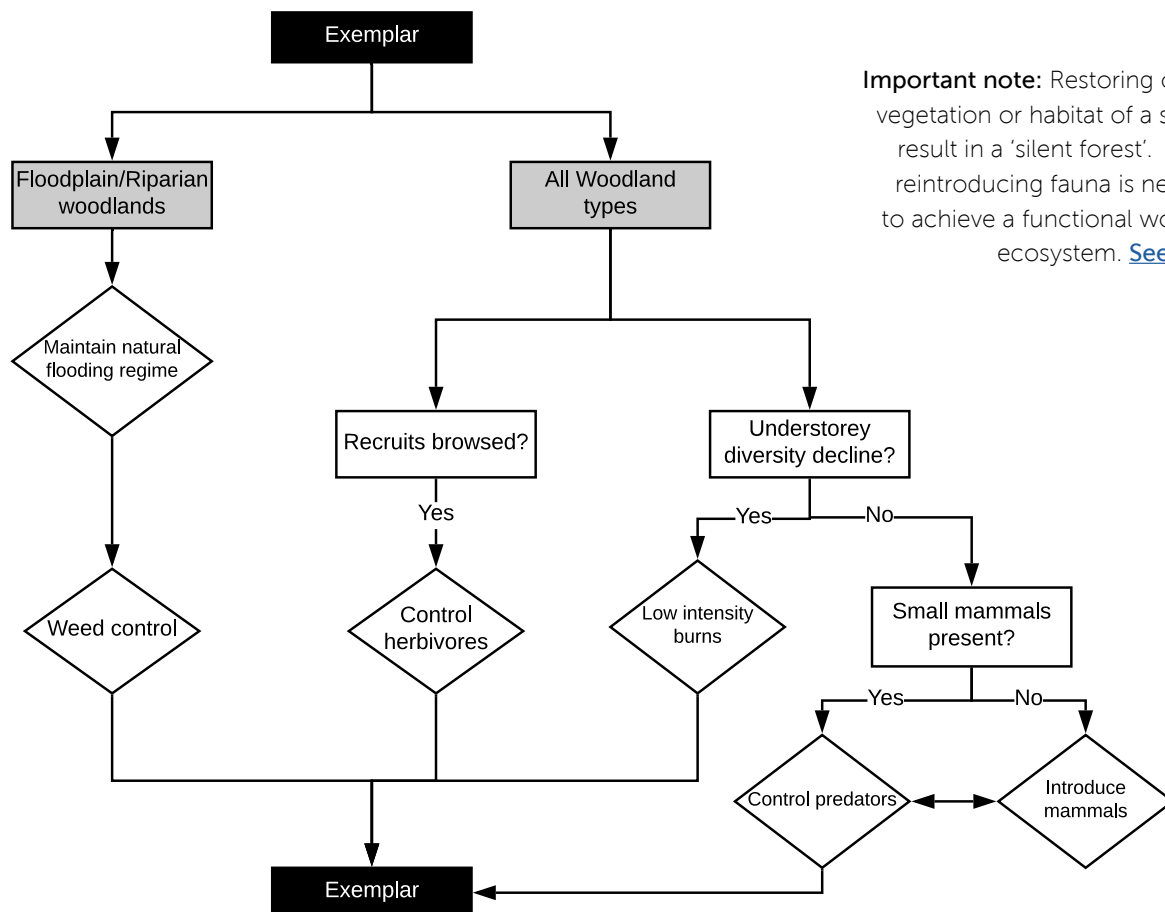 Exemplar
Important note: Restoring
vegetation or habitat of a
result in a ‘silent forest’.
reintroducing fauna is
to achieve a functional
ecosystem. See
Floodplain/Riparian
woodlands
All Woodland
types
Maintain natural
flooding regime
Recruits browsed?
Understorey
diversity decline?
Yes
Yes
No
Weed control
Control
herbivores
Low intensity
burns
Small mammals
present?
Yes
No
Control predators
Introduce
mammals
Exemplar